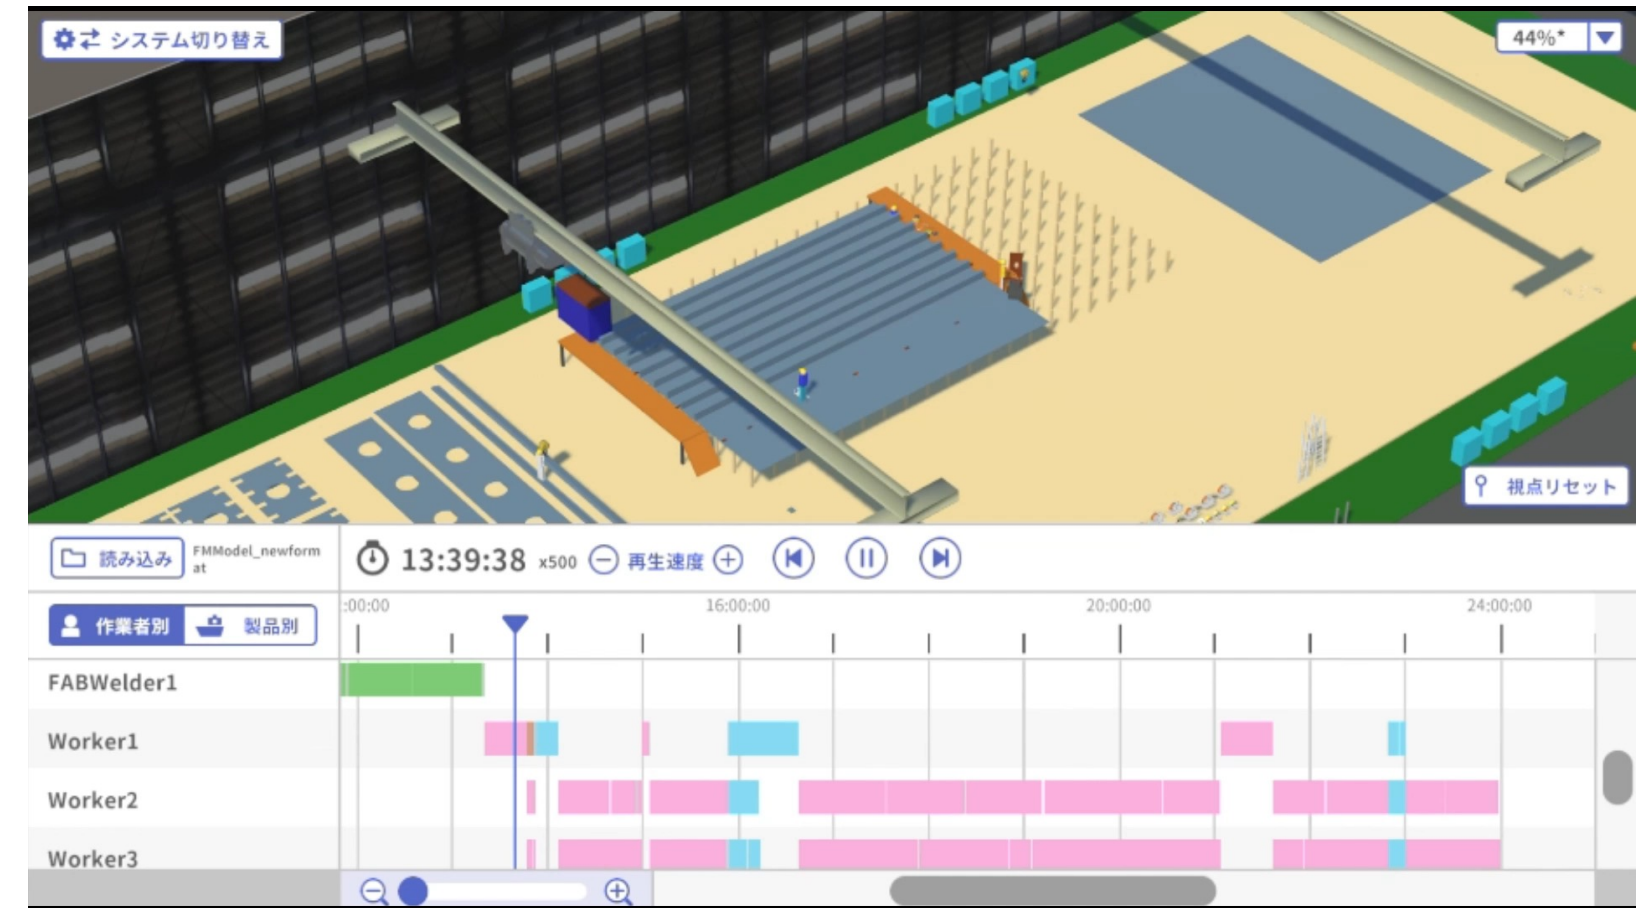 システム切り替え
44%*
視点リセット
読み込み
FMModel_newform
at
13:39:38
x500
再生速度
作業者別
製品別
:00:00
16:00:00
20:00:00
24:00:00
FABWelder1
Worker1
Worker2
Worker3